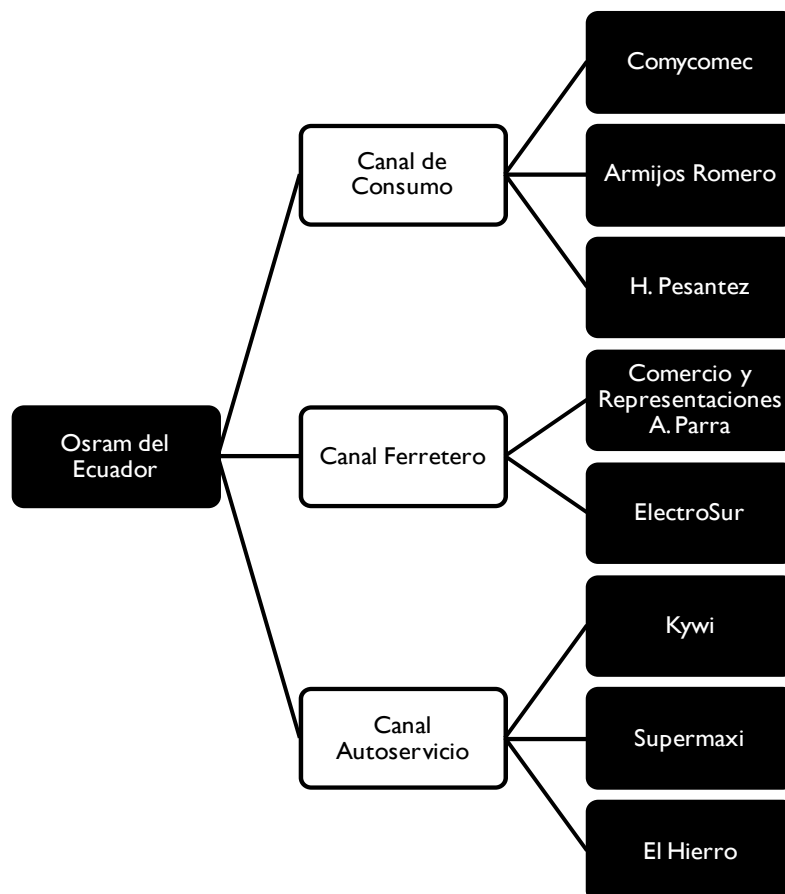 Osram del
Ecuador
Canal de
Consumo
Comycomec
Armijos Romero
H. Pesantez
Canal Ferretero
Comercio y
Representaciones
A. Parra
ElectroSur
Canal
Autoservicio
Kywi
Supermaxi
El Hierro